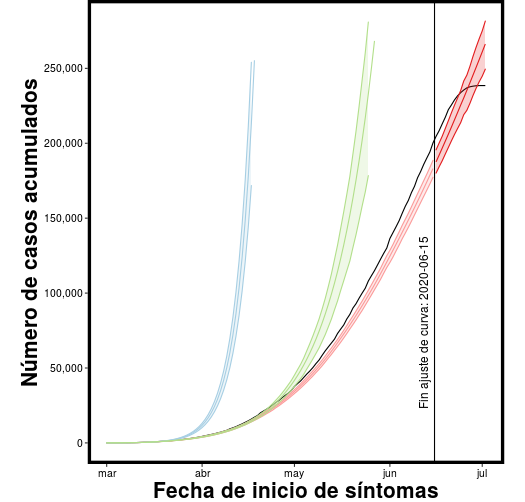 Número de casos acumulados
250,000
200,000
150,000
100,000
50,000
0
Fin ajuste de curva: 2020-06-15
mar
abr
may
jun
jul
Fecha de inicio de síntomas